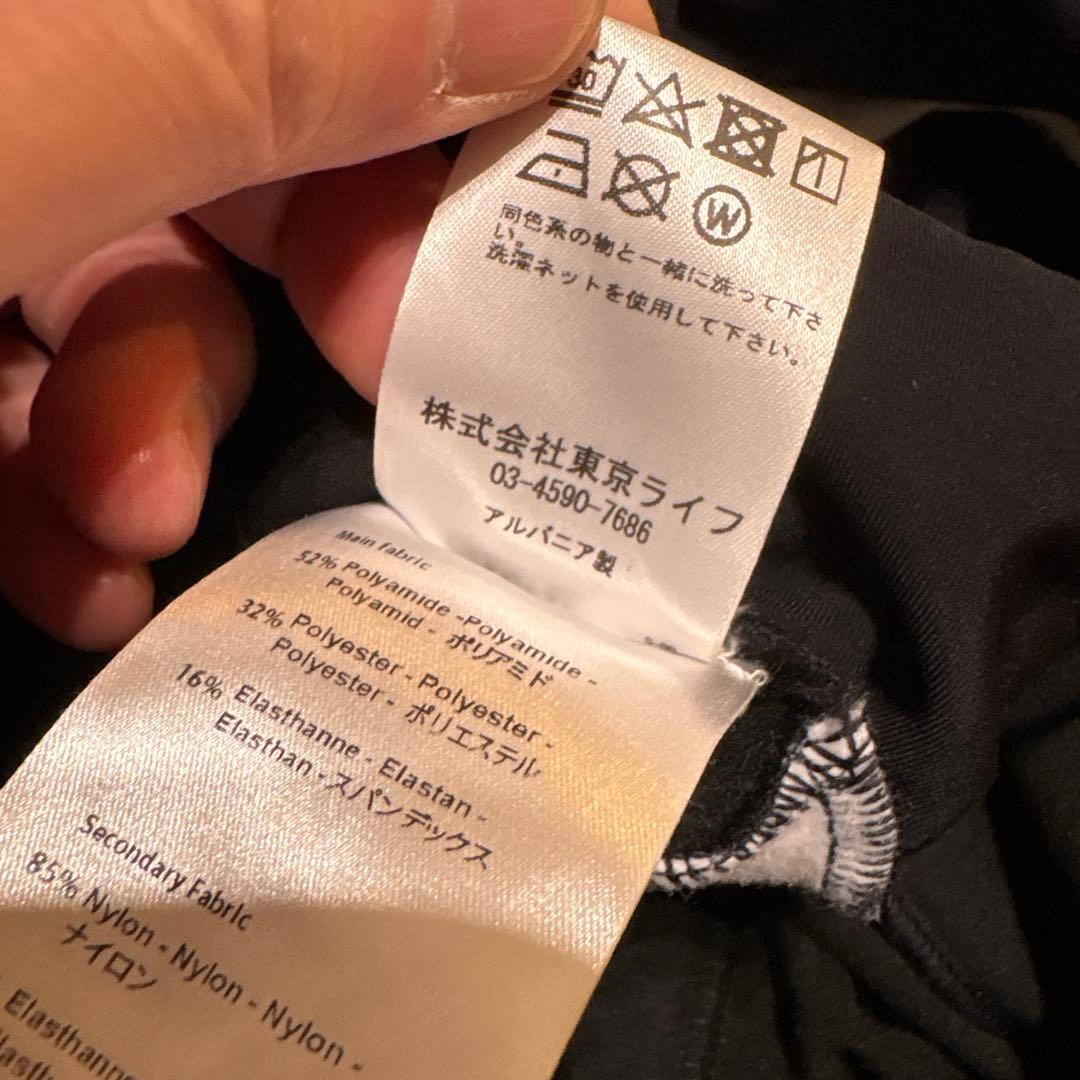 30
W
同色系の物と一緒に洗って下さ
い。
洗濯ネットを使用して下さい。
株式会社東京ライフ
03-4590-7686
アルバニア製
Main fabric
52% Polyamide -Polyamide -
Polyamid - ポリアミド
32% Polyester - Polyester -
Polyester - ポリエステル
16% Elasthanne - Elastan -
Elasthan - スパンデックス
Secondary Fabric
85% Nylon - Nylon - Nylon -
ナイロン
Elasthanne